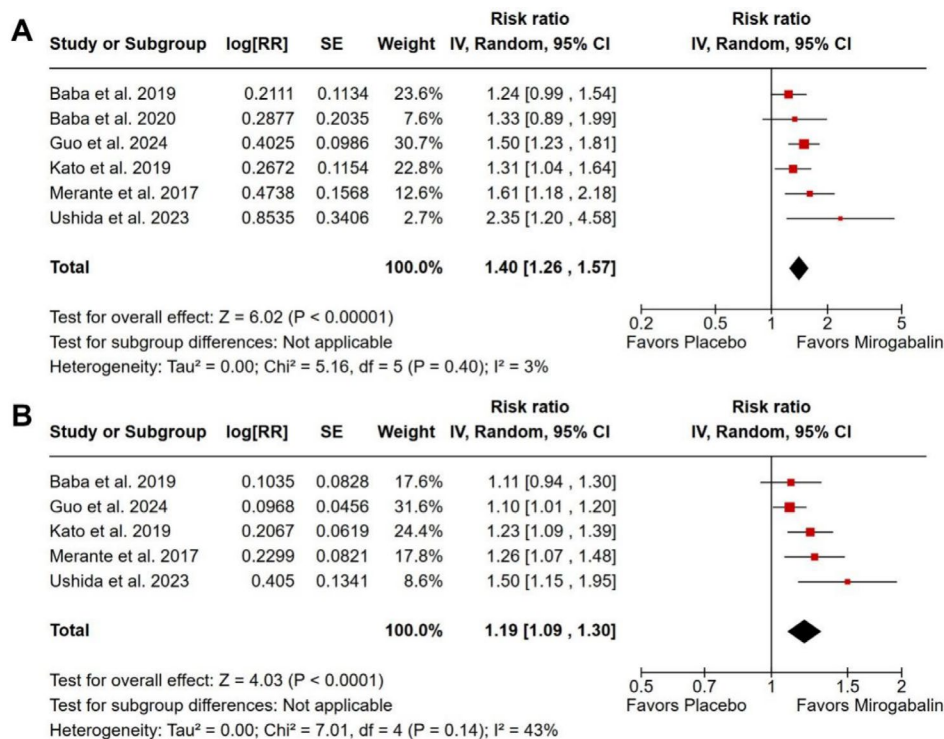 A
Risk ratio Risk ratio
Study or Subgroup log[RR] SE Weight IV, Random, 95% CI IV, Random, 95% CI
Baba et al. 2019 0.2111 0.1134 23.6% 1.24 [0.99 , 1.54]
Baba et al. 2020 0.2877 0.2035 7.6% 1.33 [0.89 , 1.99]
Guo et al. 2024 0.4025 0.0986 30.7% 1.50 [1.23 , 1.81]
Kato et al. 2019 0.2672 0.1154 22.8% 1.31 [1.04 , 1.64]
Merante et al. 2017 0.4738 0.1568 12.6% 1.61 [1.18 , 2.18]
Ushida et al. 2023 0.8535 0.3406 2.7% 2.35 [1.20 , 4.58]
Total 100.0% 1.40 [1.26 , 1.57]
Test for overall effect: Z = 6.02 (P < 0.00001)
Test for subgroup differences: Not applicable
Heterogeneity: Tau² = 0.00; Chi² = 5.16, df = 5 (P = 0.40); I² = 3%
0.2 0.5 1 2 5
Favors Placebo Favors Mirogabalin
B
Risk ratio Risk ratio
Study or Subgroup log[RR] SE Weight IV, Random, 95% CI IV, Random, 95% CI
Baba et al. 2019 0.1035 0.0828 17.6% 1.11 [0.94 , 1.30]
Guo et al. 2024 0.0968 0.0456 31.6% 1.10 [1.01 , 1.20]
Kato et al. 2019 0.2067 0.0619 24.4% 1.23 [1.09 , 1.39]
Merante et al. 2017 0.2299 0.0821 17.8% 1.26 [1.07 , 1.48]
Ushida et al. 2023 0.405 0.1341 8.6% 1.50 [1.15 , 1.95]
Total 100.0% 1.19 [1.09 , 1.30]
Test for overall effect: Z = 4.03 (P < 0.0001)
Test for subgroup differences: Not applicable
Heterogeneity: Tau² = 0.00; Chi² = 7.01, df = 4 (P = 0.14); I² = 43%
0.5 0.7 1 1.5 2
Favors Placebo Favors Mirogabalin